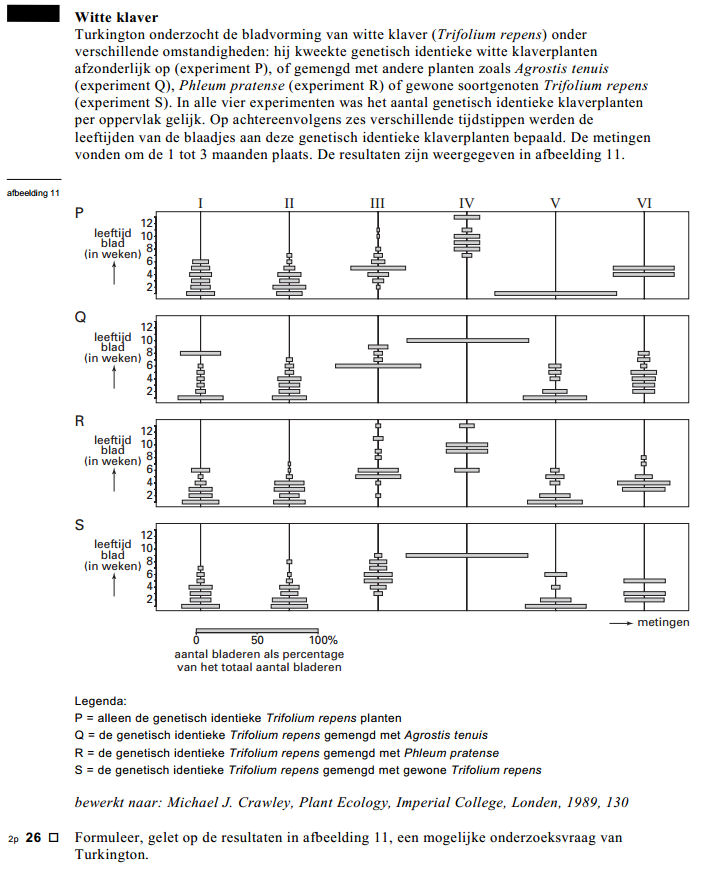 Witte klaver
Turkington onderzocht de bladvorming van witte klaver (Trifolium repens) onder
verschillende omstandigheden: hij kweekte genetisch identieke witte klaverplanten
afzonderlijk op (experiment P), of gemengd met andere planten zoals Agrostis tenuis
(experiment Q), Phleum pratense (experiment R) of gewone soortgenoten Trifolium repens
(experiment S). In alle vier experimenten was het aantal genetisch identieke klaverplanten
per oppervlak gelijk. Op achtereenvolgens zes verschillende tijdstippen werden de
leeftijden van de blaadjes aan deze genetisch identieke klaverplanten bepaald. De metingen
vonden om de 1 tot 3 maanden plaats. De resultaten zijn weergegeven in afbeelding 11.
afbeelding 11
I II III IV V VI
P
leeftijd
blad
(in weken)
12
10
8
6
4
2
Q
leeftijd
blad
(in weken)
12
10
8
6
4
2
R
leeftijd
blad
(in weken)
12
10
8
6
4
2
S
leeftijd
blad
(in weken)
12
10
8
6
4
2
metingen
0 50 100%
aantal bladeren als percentage
van het totaal aantal bladeren
Legenda:
P = alleen de genetisch identieke Trifolium repens planten
Q = de genetisch identieke Trifolium repens gemengd met Agrostis tenuis
R = de genetisch identieke Trifolium repens gemengd met Phleum pratense
S = de genetisch identieke Trifolium repens gemengd met gewone Trifolium repens
bewerkt naar: Michael J. Crawley, Plant Ecology, Imperial College, Londen, 1989, 130
2p 26 Formuleer, gelet op de resultaten in afbeelding 11, een mogelijke onderzoeksvraag van
Turkington.